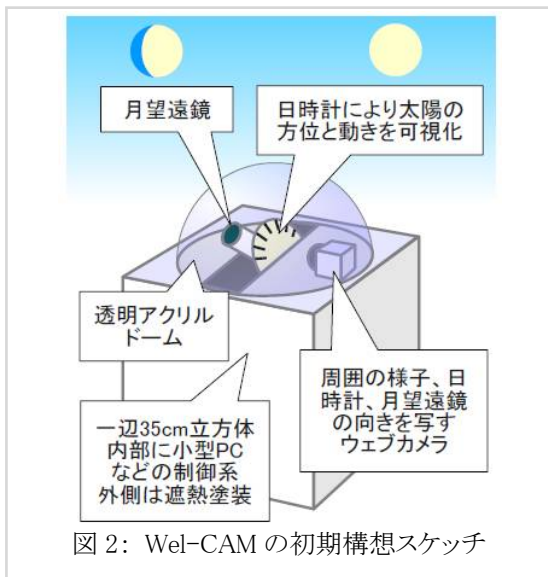 月望遠鏡
日時計により太陽の
方位と動きを可視化
透明アクリル
ドーム
周囲の様子、日
時計、月望遠鏡
の向きを写す
ウェブカメラ
一辺35cm立方体
内部に小型PC
などの制御系
外側は遮熱塗装
図 2: Wel-CAM の初期構想スケッチ